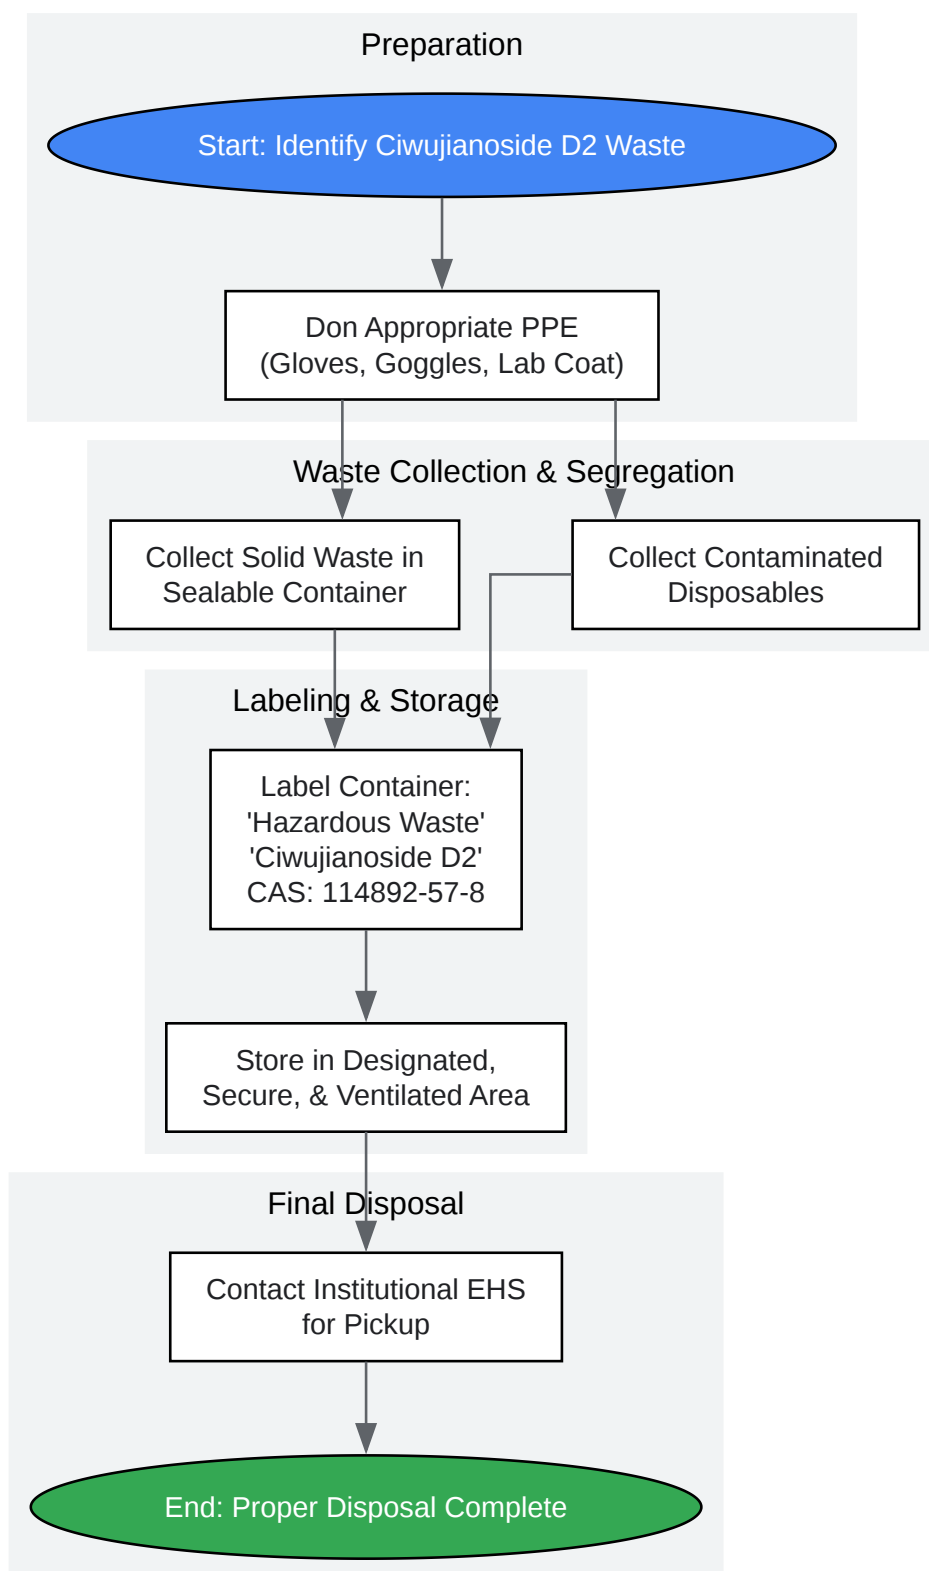 Preparation
Start: Identify Ciwujianoside D2 Waste
Don Appropriate PPE
(Gloves, Goggles, Lab Coat)
Waste Collection & Segregation
Collect Solid Waste in
Sealable Container
Collect Contaminated
Disposables
Labeling & Storage
Label Container:
'Hazardous Waste'
'Ciwujianoside D2'
CAS: 114892-57-8
Store in Designated,
Secure, & Ventilated Area
Final Disposal
Contact Institutional EHS
for Pickup
End: Proper Disposal Complete